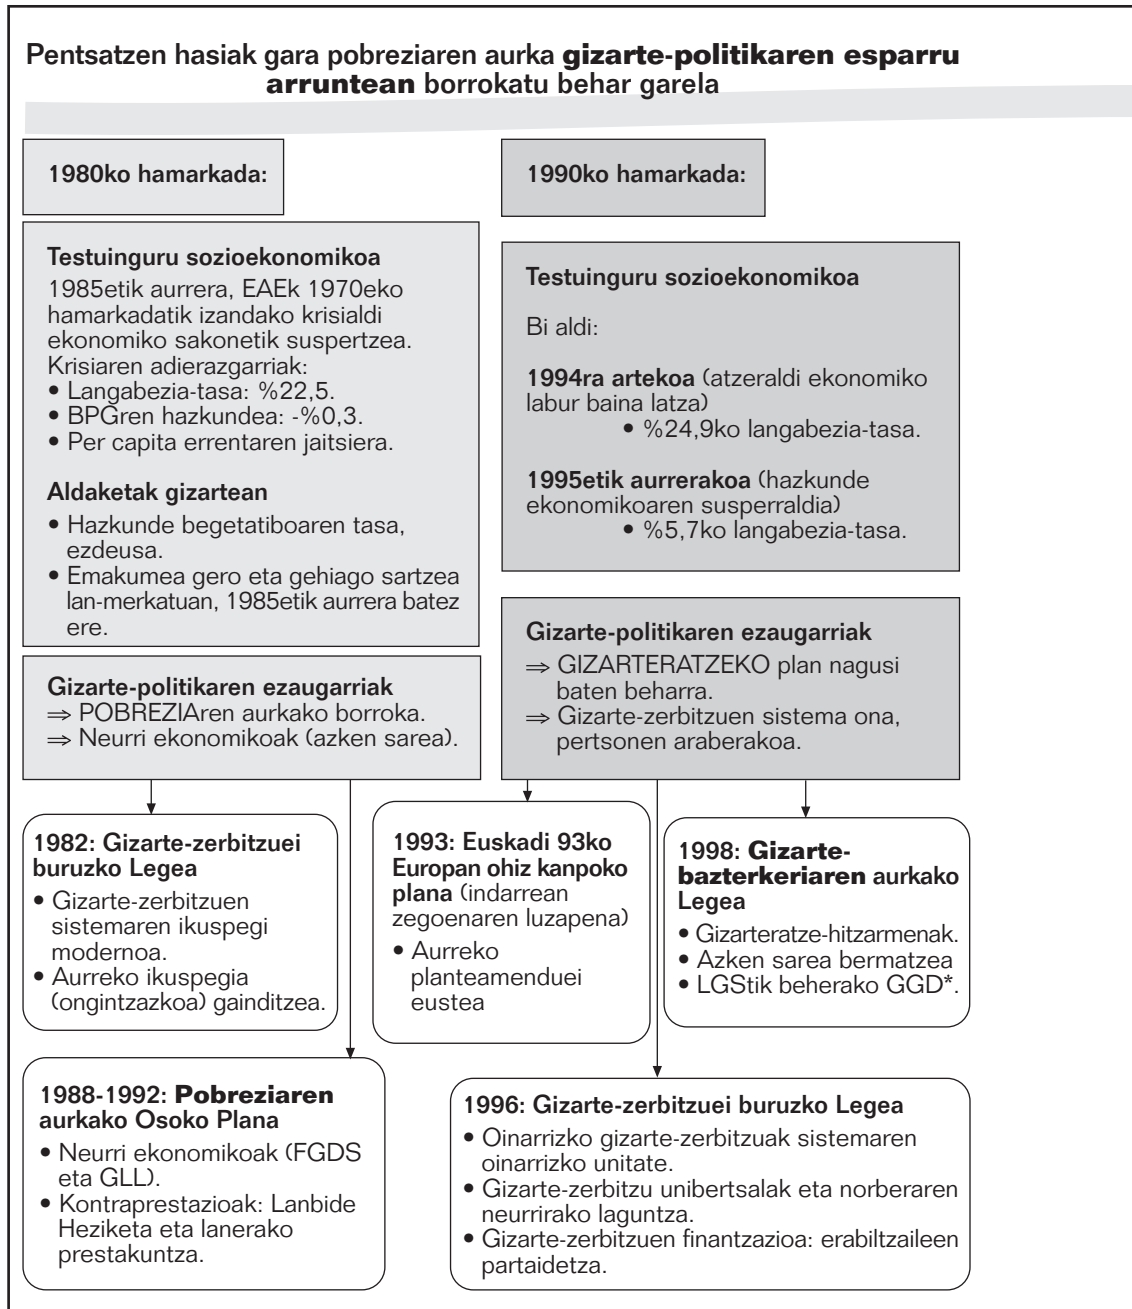 Pentsatzen hasiak gara pobreziaren aurka gizarte-politikaren esparru
arruntean borrokatu behar garela
1980ko hamarkada:
Testuinguru sozioekonomikoa
1985etik aurrera, EAEk 1970eko
hamarkadatik izandako krisialdi
ekonomiko sakonetik suspertzea.
Krisiaren adierazgarriak:
• Langabezia-tasa: %22,5.
• BPGren hazkundea: -%0,3.
• Per capita errentaren jaitsiera.
Aldaketak gizartean
• Hazkunde begetatiboaren tasa,
ezdeusa.
• Emakumea gero eta gehiago sartzea
lan-merkatuan, 1985etik aurrera batez
ere.
Gizarte-politikaren ezaugarriak
⇒ POBREZIAren aurkako borroka.
⇒ Neurri ekonomikoak (azken sarea).
1990ko hamarkada:
Testuinguru sozioekonomikoa
Bi aldi:
1994ra artekoa (atzeraldi ekonomiko
labur baina latza)
• %24,9ko langabezia-tasa.
1995etik aurrerakoa (hazkunde
ekonomikoaren susperraldia)
• %5,7ko langabezia-tasa.
Gizarte-politikaren ezaugarriak
⇒ GIZARTERATZEKO plan nagusi
baten beharra.
⇒ Gizarte-zerbitzuen sistema ona,
pertsonen araberakoa.
1982: Gizarte-zerbitzuei
buruzko Legea
• Gizarte-zerbitzuen
sistemaren ikuspegi
modernoa.
• Aurreko ikuspegia
(ongintzazkoa) gainditzea.
1993: Euskadi 93ko
Europan ohiz kanpoko
plana (indarrean
zegoenaren luzapena)
• Aurreko
planteamenduei
eustea
1998: Gizarte-
bazterkeriaren aurkako
Legea
• Gizarteratze-hitzarmenak.
• Azken sarea bermatzea
• LGStik beherako GGD*.
1988-1992: Pobreziaren
aurkako Osoko Plana
• Neurri ekonomikoak (FGDS
eta GLL).
• Kontraprestazioak: Lanbide
Heziketa eta lanerako
prestakuntza.
1996: Gizarte-zerbitzuei buruzko Legea
• Oinarrizko gizarte-zerbitzuak sistemaren
oinarrizko unitate.
• Gizarte-zerbitzu unibertsalak eta norberaren
neurrirako laguntza.
• Gizarte-zerbitzuen finantzazioa: erabiltzaileen
partaidetza.